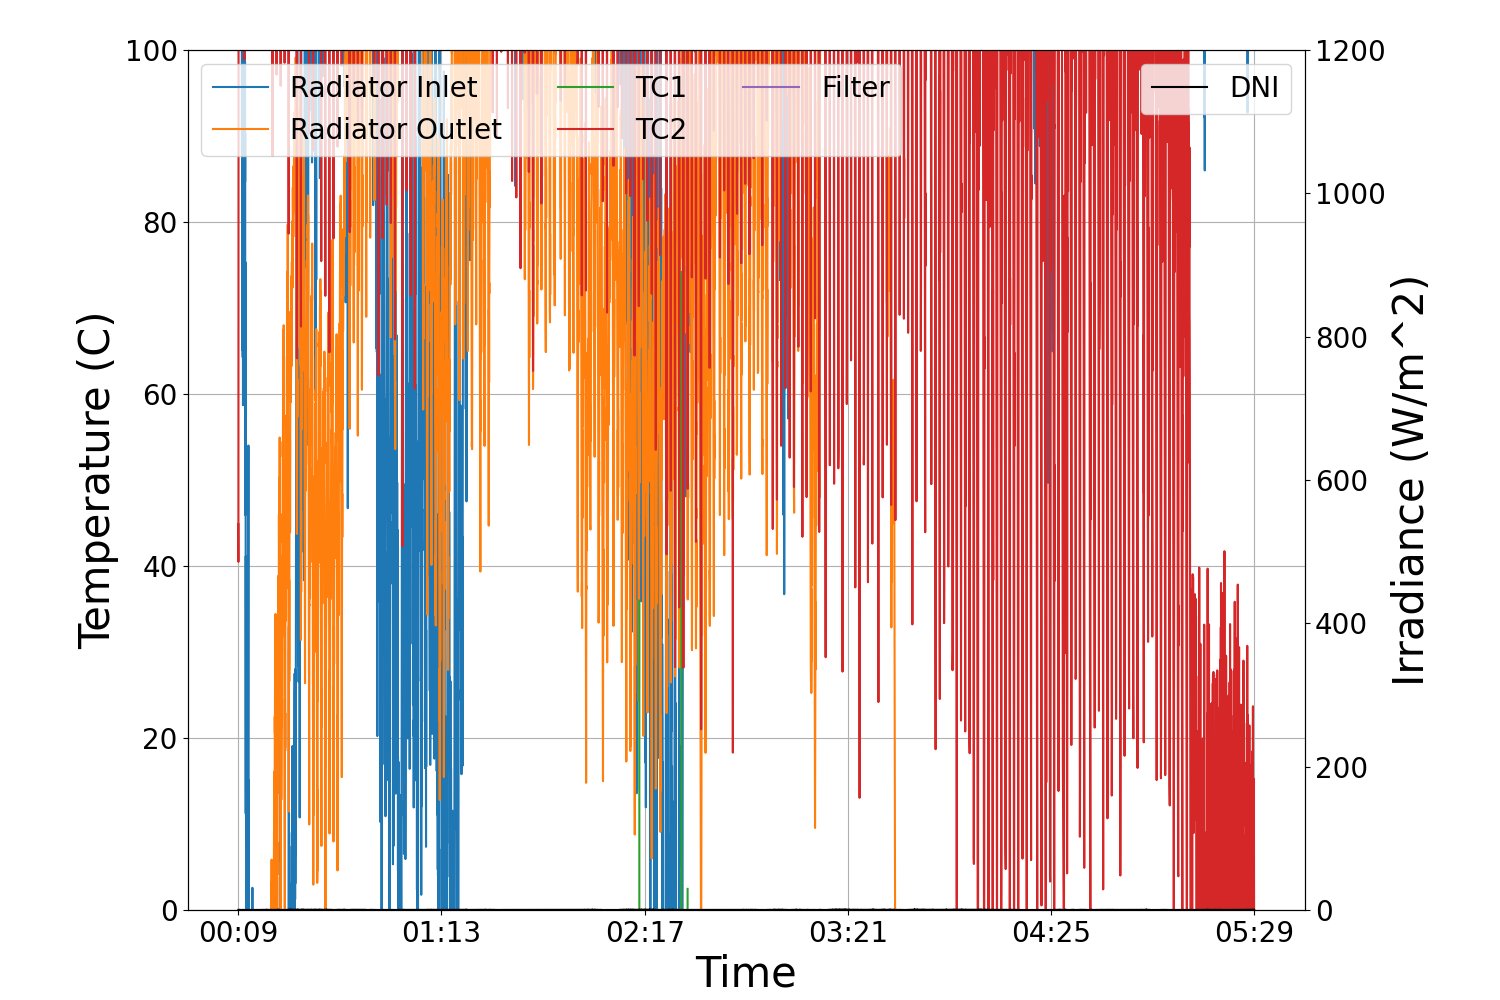 100
80
60
40
20
0
Temperature (C)
Radiator Inlet
Radiator Outlet
TC1
TC2
Filter
DNI
1200
1000
800
600
400
200
0
Irradiance (W/m^2)
00:09
01:13
02:17
03:21
04:25
05:29
Time